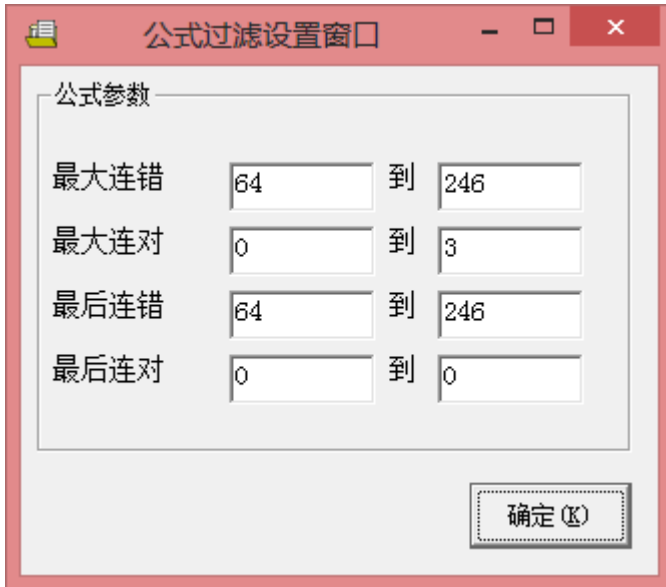 公式过滤设置窗口
公式参数
最大连错 64 到 246
最大连对 0 到 3
最后连错 64 到 246
最后连对 0 到 0
确定(K)